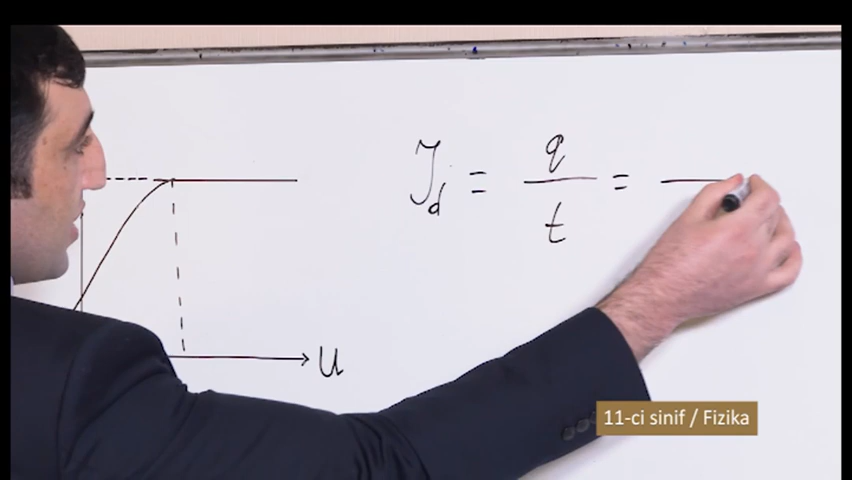 J_d = q/t =
U
11-ci sinif / Fizika